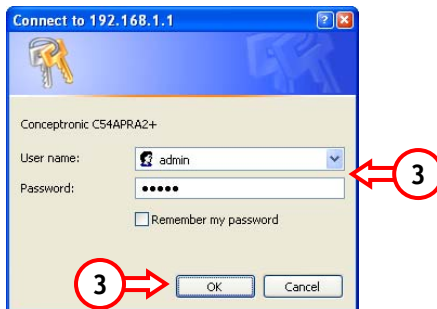 Connect to 192.168.1.1
Conceptronic C54APRA2+
User name: admin
3
Password: •••••
Remember my password
3
OK Cancel